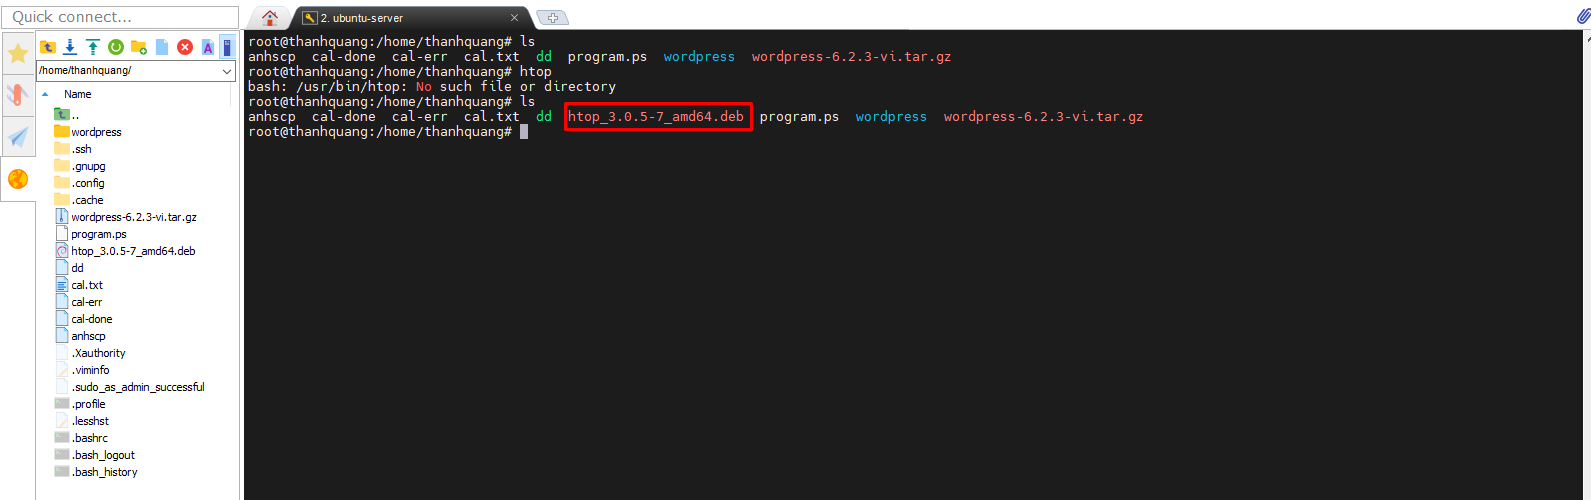 Quick connect...
2. ubuntu-server
/home/thanhquang/
Name
..
wordpress
.ssh
.gnupg
.config
.cache
wordpress-6.2.3-vi.tar.gz
program.ps
htop_3.0.5-7_amd64.deb
dd
cal.txt
cal-err
cal-done
anhscp
.Xauthority
.viminfo
.sudo_as_admin_successful
.profile
.lesshst
.bashrc
.bash_logout
.bash_history
root@thanhquang:/home/thanhquang# ls
anhscp cal-done cal-err cal.txt dd program.ps wordpress wordpress-6.2.3-vi.tar.gz
root@thanhquang:/home/thanhquang# htop
bash: /usr/bin/htop: No such file or directory
root@thanhquang:/home/thanhquang# ls
anhscp cal-done cal-err cal.txt dd htop_3.0.5-7_amd64.deb program.ps wordpress wordpress-6.2.3-vi.tar.gz
root@thanhquang:/home/thanhquang#